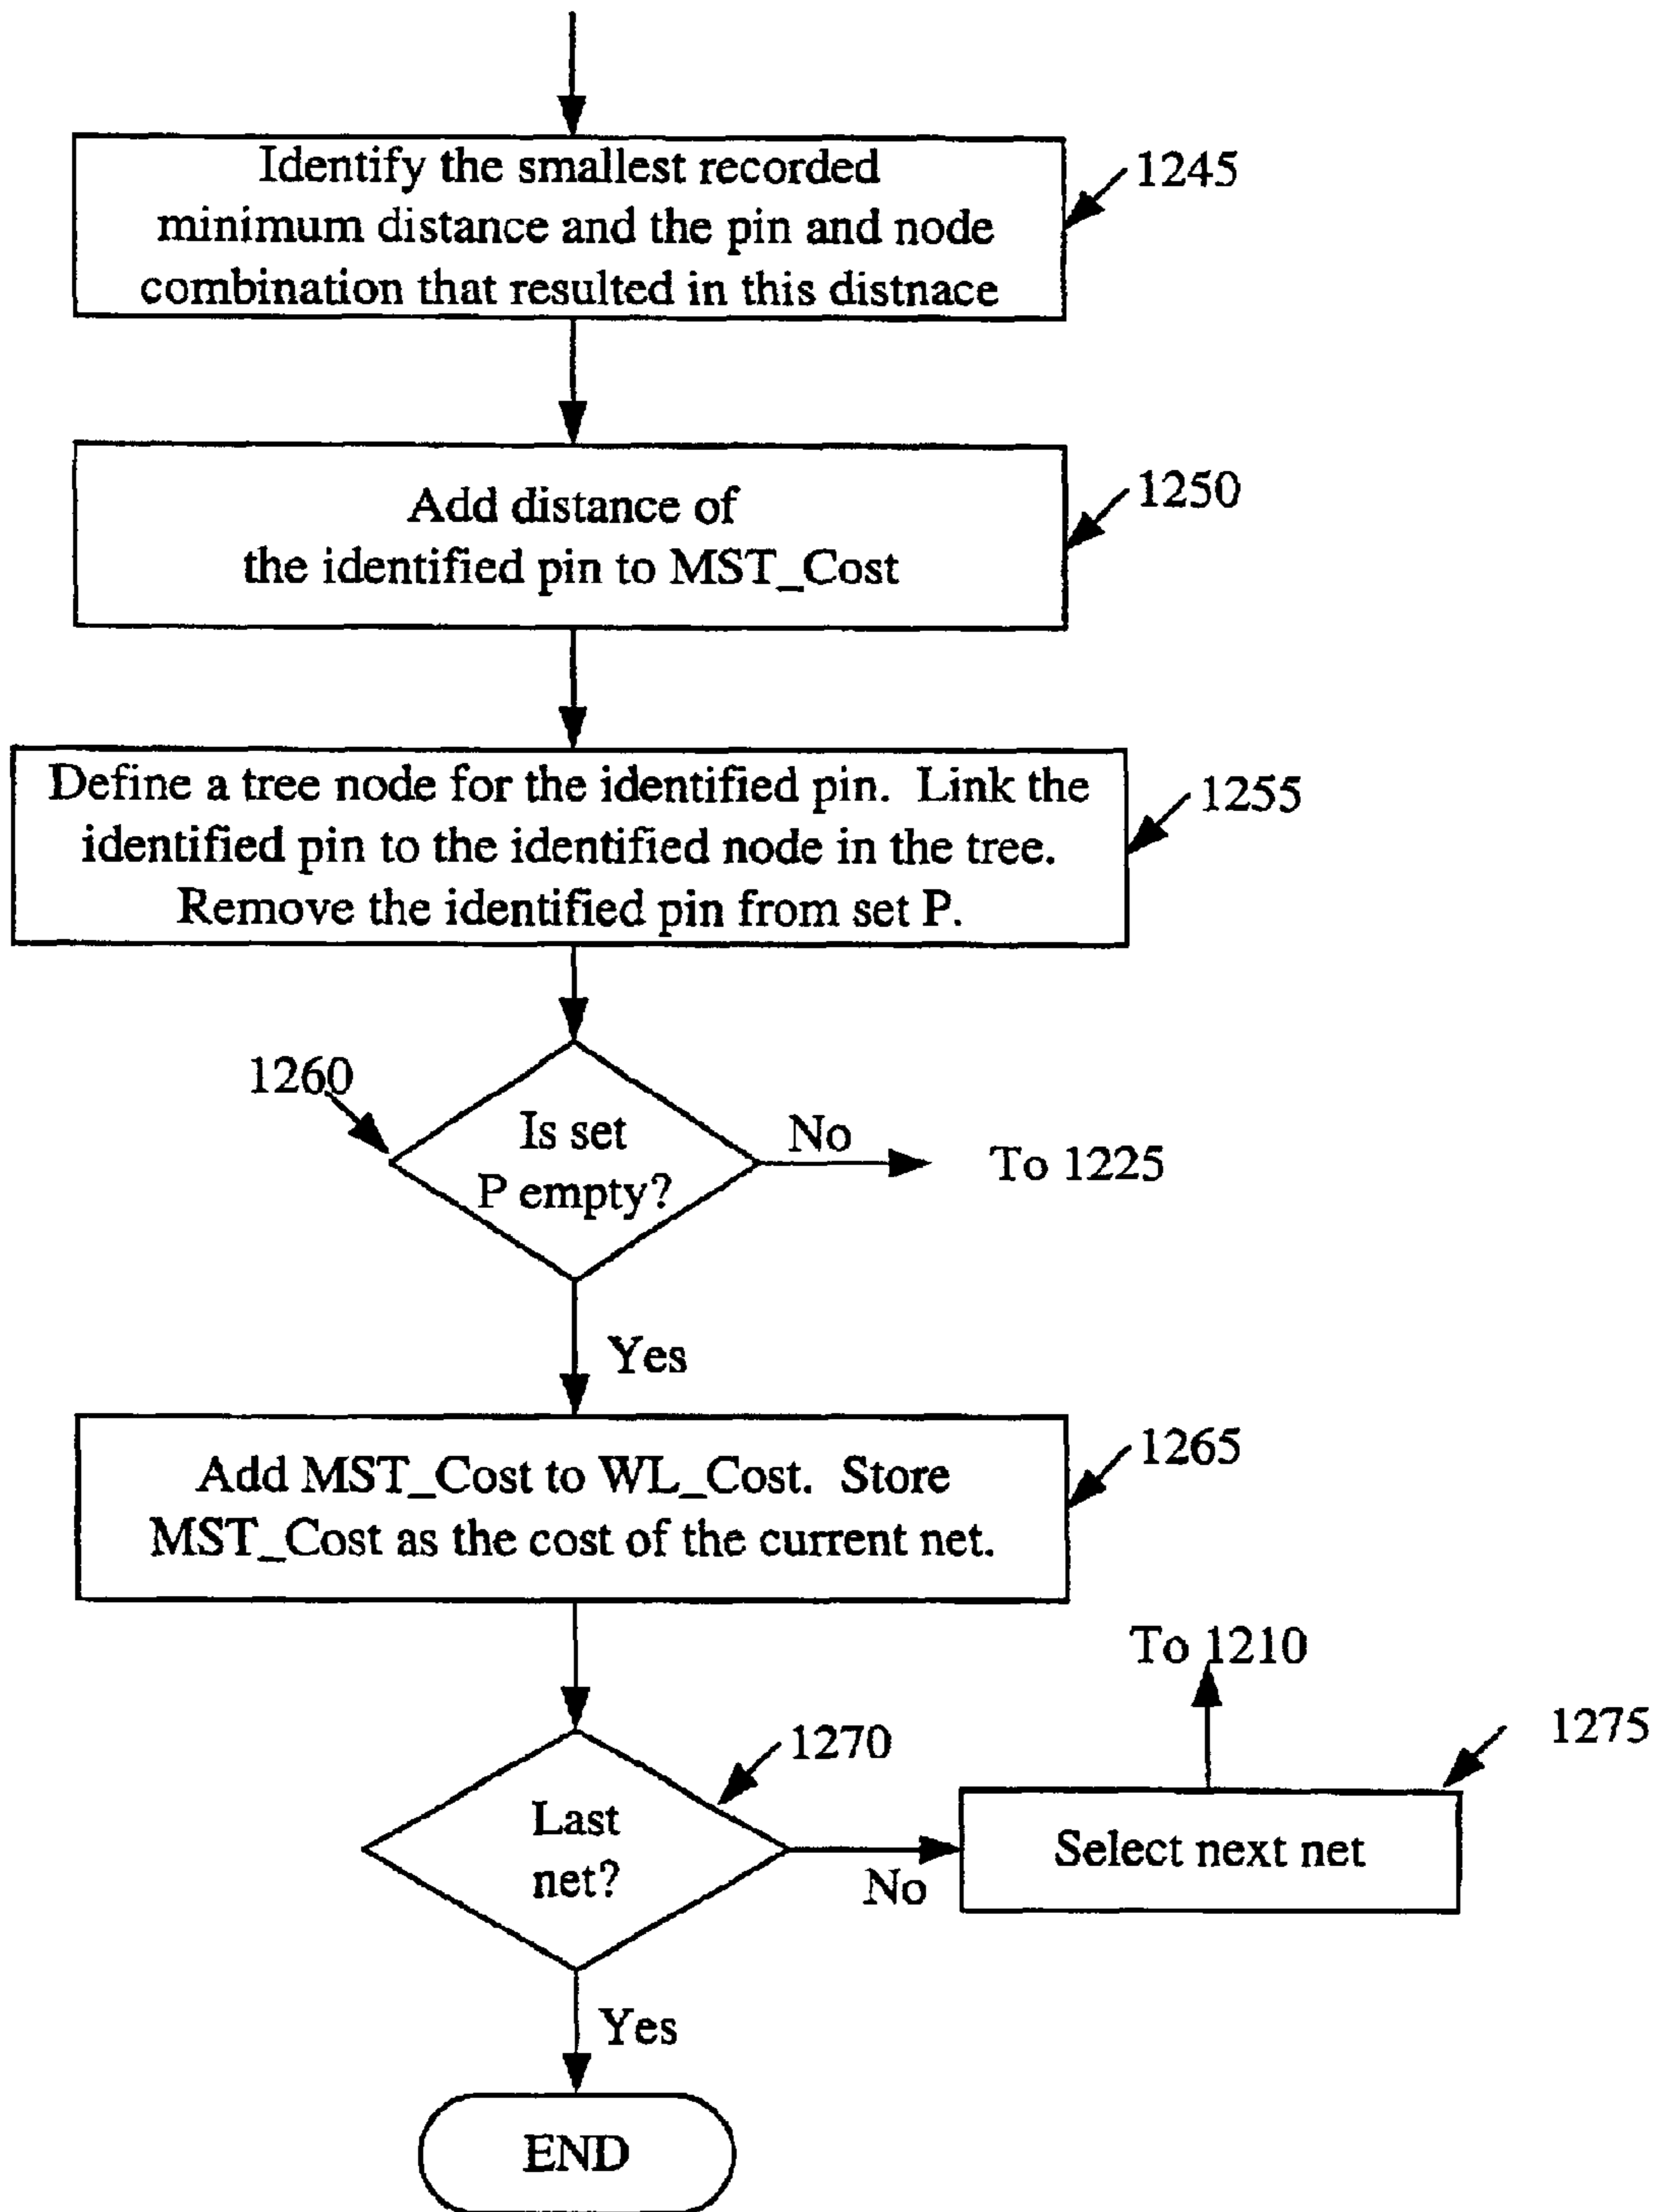 Identify the smallest recorded
minimum distance and the pin and node
combination that resulted in this distnace
1245
Add distance of
the identified pin to MST_Cost
1250
Define a tree node for the identified pin. Link the
identified pin to the identified node in the tree.
Remove the identified pin from set P.
1255
1260
Is set
P empty?
No
To 1225
Yes
Add MST_Cost to WL_Cost. Store
MST_Cost as the cost of the current net.
1265
To 1210
1270
1275
Last
net?
No
Select next net
Yes
END